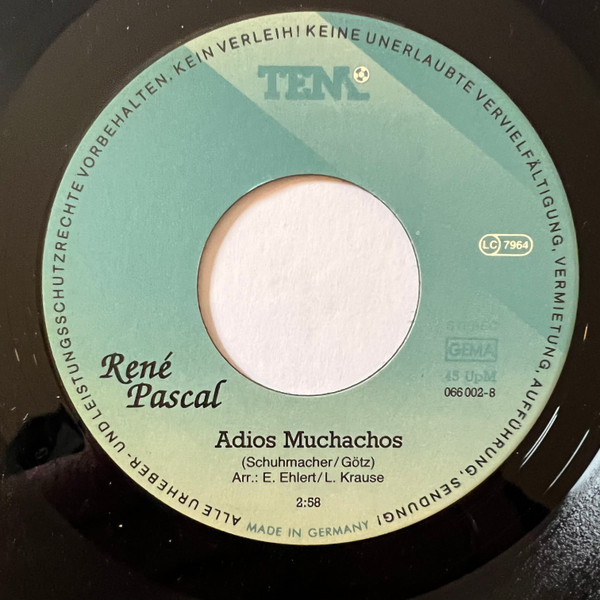 ALLE URHEBER- UND LEISTUNGSSCHUTZRECHTE VORBEHALTEN. KEIN VERLEIH! KEINE UNERLAUBTE VERVIELFÄLTIGUNG, VERMIETUNG, AUFFÜHRUNG, SENDUNG!
TEM
LC 7964
STEREO
GEMA
45 UpM
066 002-8
René
Pascal
Adios Muchachos
(Schuhmacher/Götz)
Arr.: E. Ehlert/L. Krause
2:58
MADE IN GERMANY